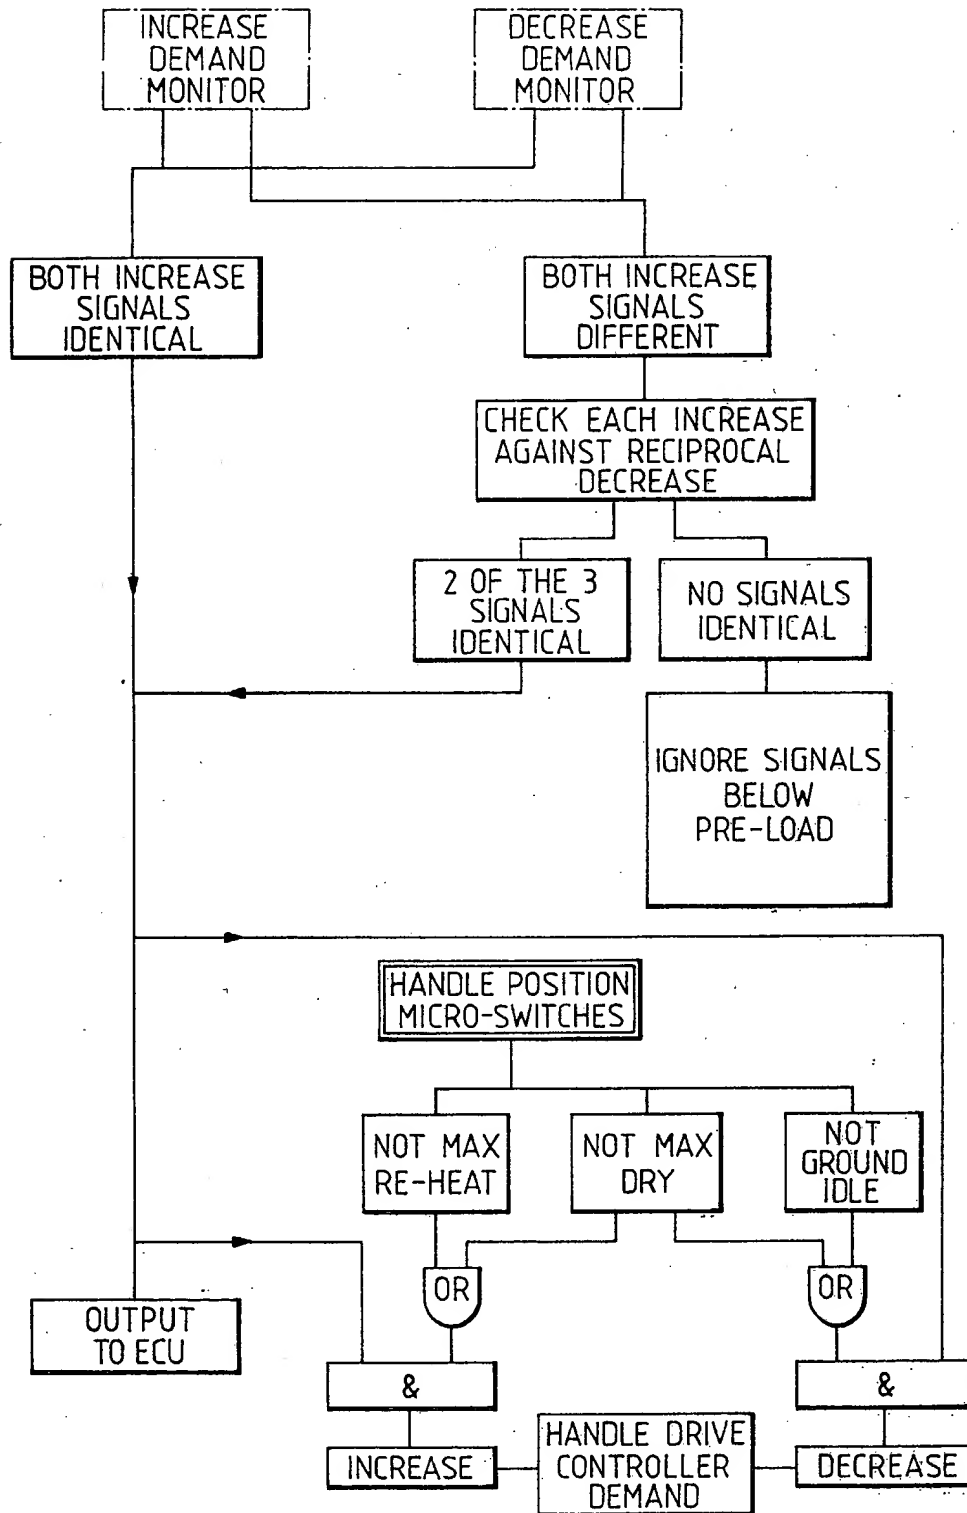 INCREASE
DEMAND
MONITOR
DECREASE
DEMAND
MONITOR
BOTH INCREASE
SIGNALS
IDENTICAL
BOTH INCREASE
SIGNALS
DIFFERENT
CHECK EACH INCREASE
AGAINST RECIPROCAL
DECREASE
2 OF THE 3
SIGNALS
IDENTICAL
NO SIGNALS
IDENTICAL
IGNORE SIGNALS
BELOW
PRE-LOAD
HANDLE POSITION
MICRO-SWITCHES
NOT MAX
RE-HEAT
NOT MAX
DRY
NOT
GROUND
IDLE
OR
OR
OUTPUT
TO ECU
&
&
INCREASE
HANDLE DRIVE
CONTROLLER
DEMAND
DECREASE